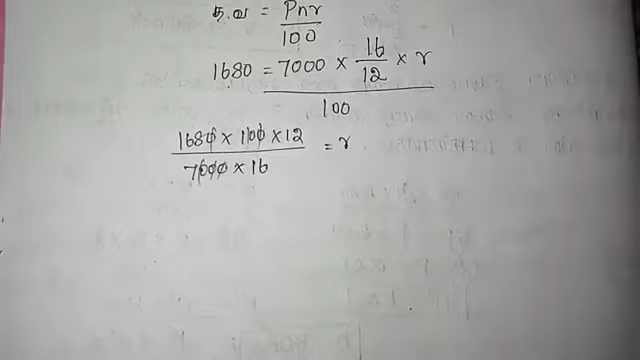 த.வ = Pnr/100
1680 = 7000 × 16/12 × r / 100
1680 × 100 × 12 / 7000 × 16 = r